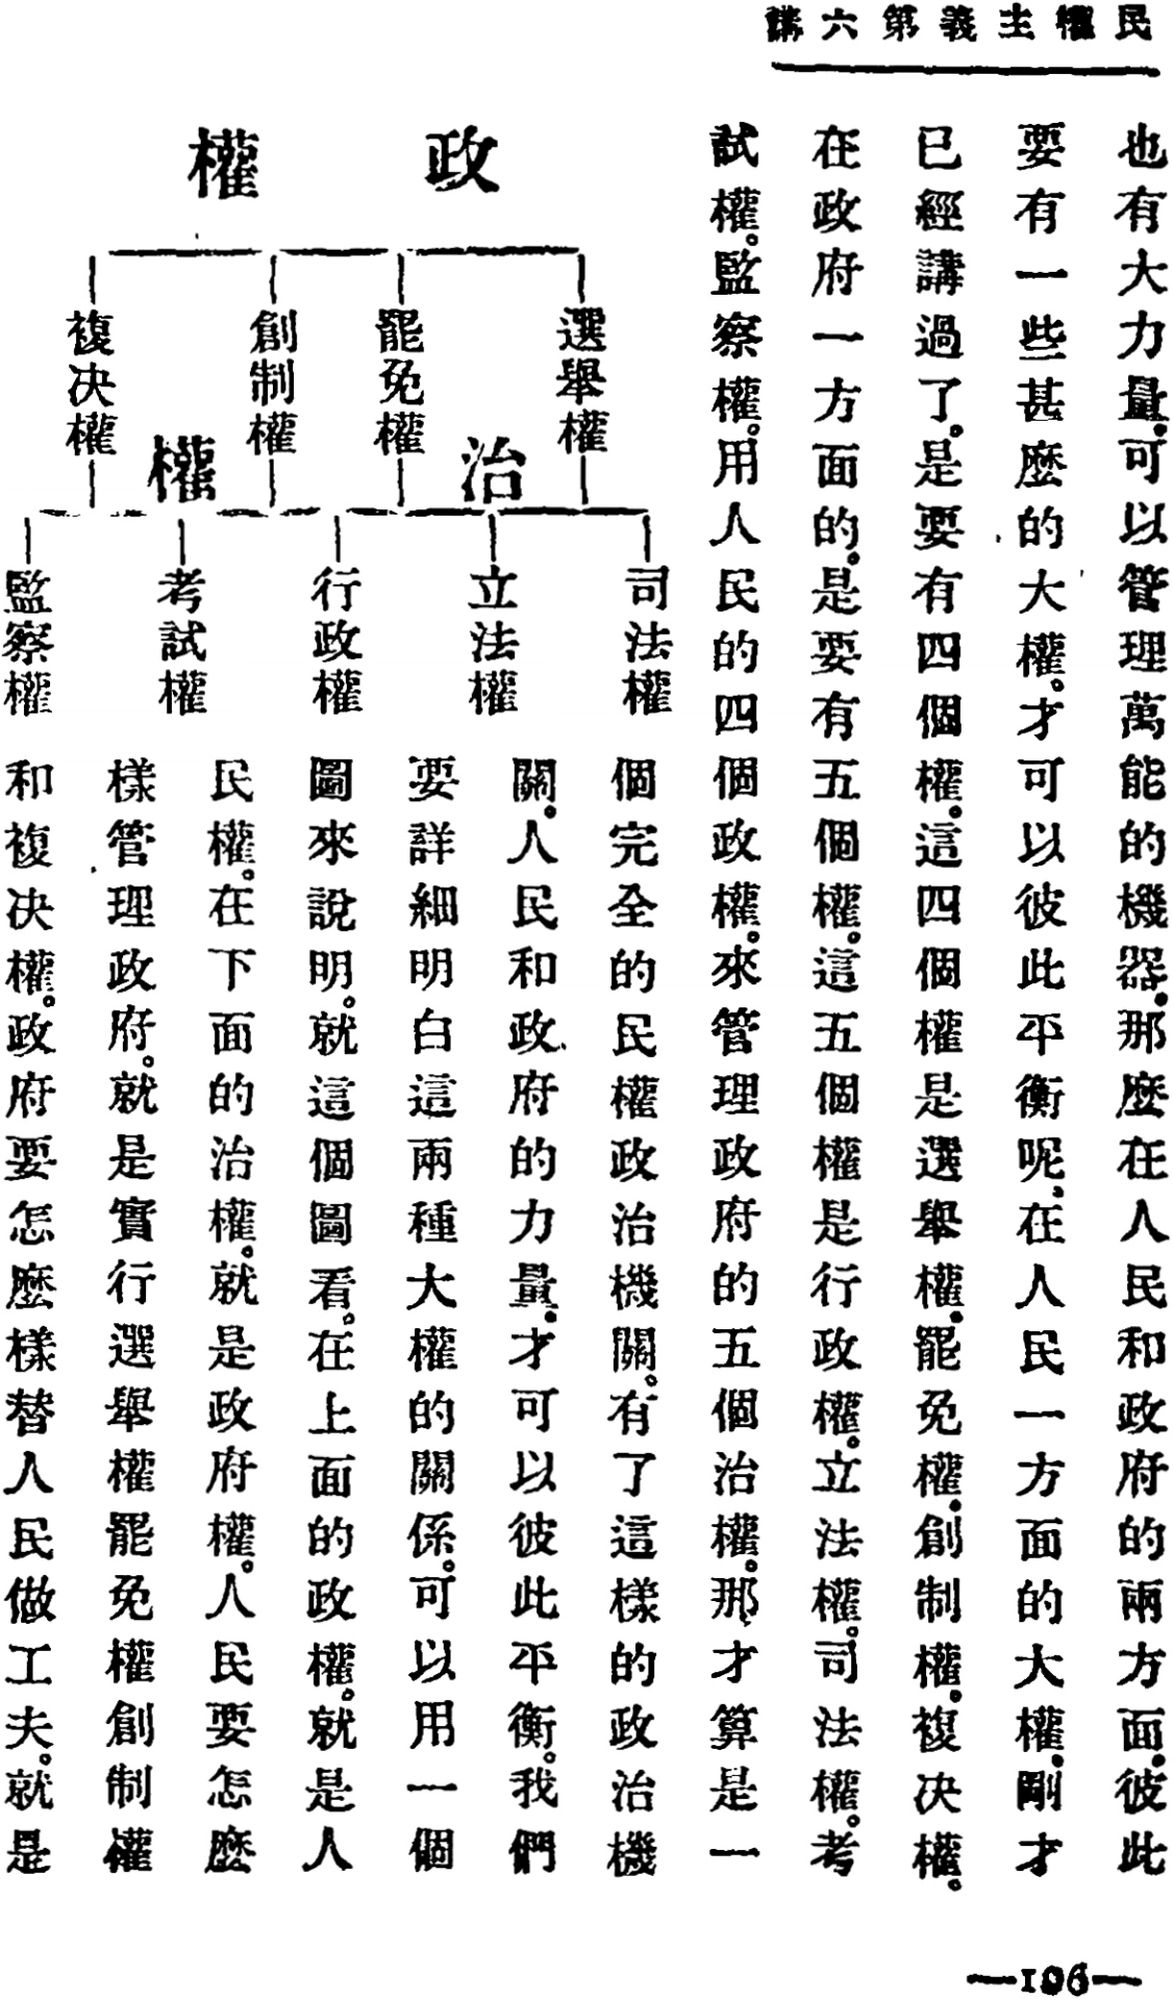 民權主義第六講
也有大力量可以管理萬能的機器那麼在人民和政府的兩方面彼此
要有一些甚麼的大權。才可以彼此平衡呢、在人民一方面的大權剛才
已經講過了。是要有四個權。這四個權是選舉權罷免權創制權。複決權。
在政府一方面的。是要有五個權。這五個權是行政權。立法權。司法權。考
試權。監察權。用人民的四個政權。來管理政府的五個治權。那才算是一
個完全的民權政治機關。有了這樣的政治機
關。人民和政府的力量才可以彼此平衡。我們
要詳細明白這兩種大權的關係。可以用一個
圖來說明。就這個圖看。在上面的政權。就是人
民權。在下面的治權。就是政府權。人民要怎麼
樣管理政府。就是實行選舉權罷免權創制權
和複決權。政府要怎麼樣替人民做工夫。就是
政權
選舉權
罷免權
創制權
複决權
治權
司法權
立法權
行政權
考試權
監察權
—106—